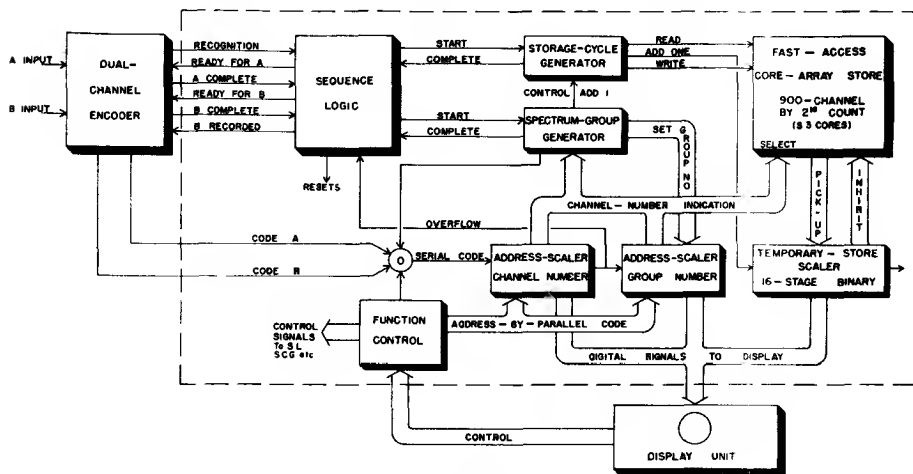 A INPUT
B INPUT
DUAL-
CHANNEL
ENCODER
RECOGNITION
READY FOR A
A COMPLETE
READY FOR B
B COMPLETE
B RECORDED
SEQUENCE
LOGIC
RESETS
START
COMPLETE
START
COMPLETE
STORAGE-CYCLE
GENERATOR
CONTROL ADD 1
SPECTRUM-GROUP
GENERATOR
READ
ADD ONE
WRITE
SET GROUP NO
FAST-ACCESS
CORE-ARRAY STORE
900-CHANNEL
BY 2¹⁶ COUNT
(S 3 CORES)
SELECT
PICK-UP
INHIBIT
CHANNEL-NUMBER INDICATION
OVERFLOW
CODE A
CODE B
O
SERIAL CODE
ADDRESS-SCALER
CHANNEL NUMBER
ADDRESS-SCALER
GROUP NUMBER
TEMPORARY-STORE
SCALER
16-STAGE BINARY
FUNCTION
CONTROL
CONTROL
SIGNALS
To S L
S C G etc
ADDRESS-BY-PARALLEL CODE
DIGITAL SIGNALS TO DISPLAY
CONTROL
DISPLAY UNIT